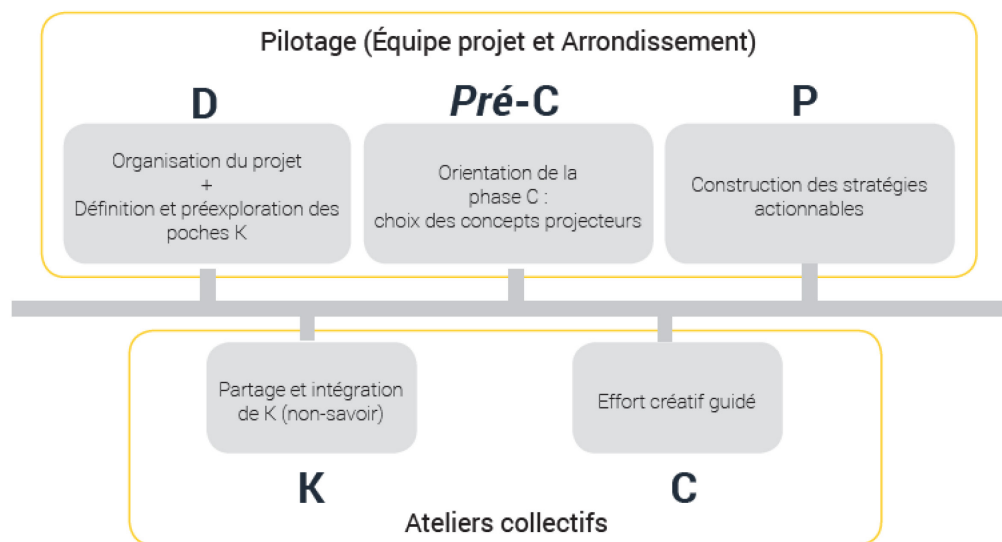 Pilotage (Équipe projet et Arrondissement)
D
Organisation du projet
+
Définition et préexploration des
poches K
Pré-C
Orientation de la
phase C :
choix des concepts projecteurs
P
Construction des stratégies
actionnables
Partage et intégration
de K (non-savoir)
K
Effort créatif guidé
C
Ateliers collectifs